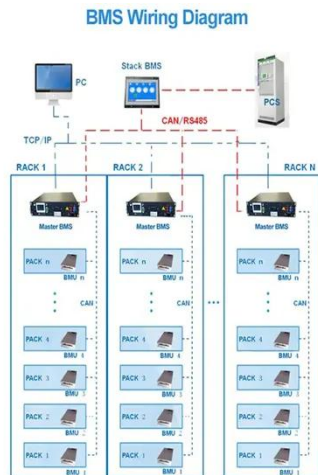 BMS Wiring Diagram
Stack BMS
PC
PCS
CAN/RS485
TCP/IP
RACK 1
RACK 2
RACK N
Master BMS
Master BMS
Master BMS
PACK n
BMU n
PACK n
BMU n
PACK n
BMU n
CAN
CAN
CAN
PACK 4
BMU 4
PACK 4
BMU 4
PACK 4
BMU 4
PACK 3
BMU 3
PACK 3
BMU 3
PACK 3
BMU 3
PACK 2
BMU 2
PACK 2
BMU 2
PACK 2
BMU 2
PACK 1
BMU 1
PACK 1
BMU 1
PACK 1
BMU 1